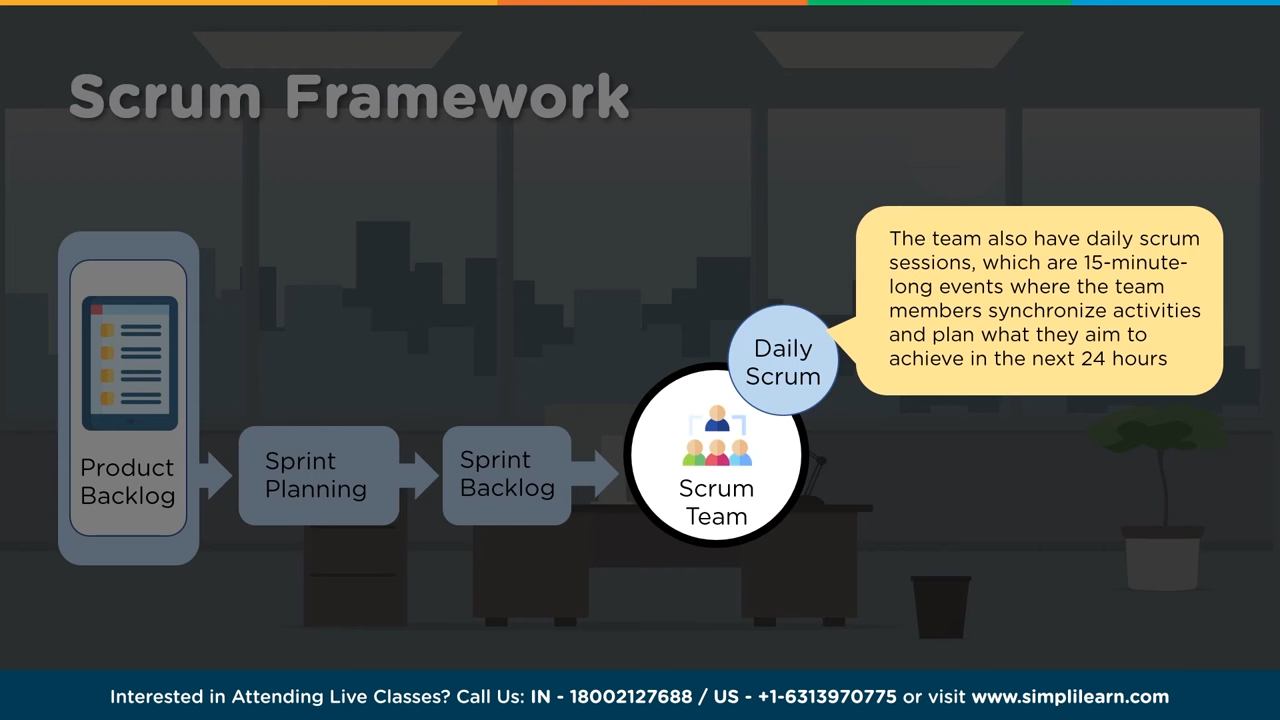 Scrum Framework
The team also have daily scrum
sessions, which are 15-minute-
long events where the team
members synchronize activities
and plan what they aim to
achieve in the next 24 hours
Daily
Scrum
Product
Backlog
Sprint
Planning
Sprint
Backlog
Scrum
Team
Interested in Attending Live Classes? Call Us: IN - 18002127688 / US - +1-6313970775 or visit www.simplilearn.com